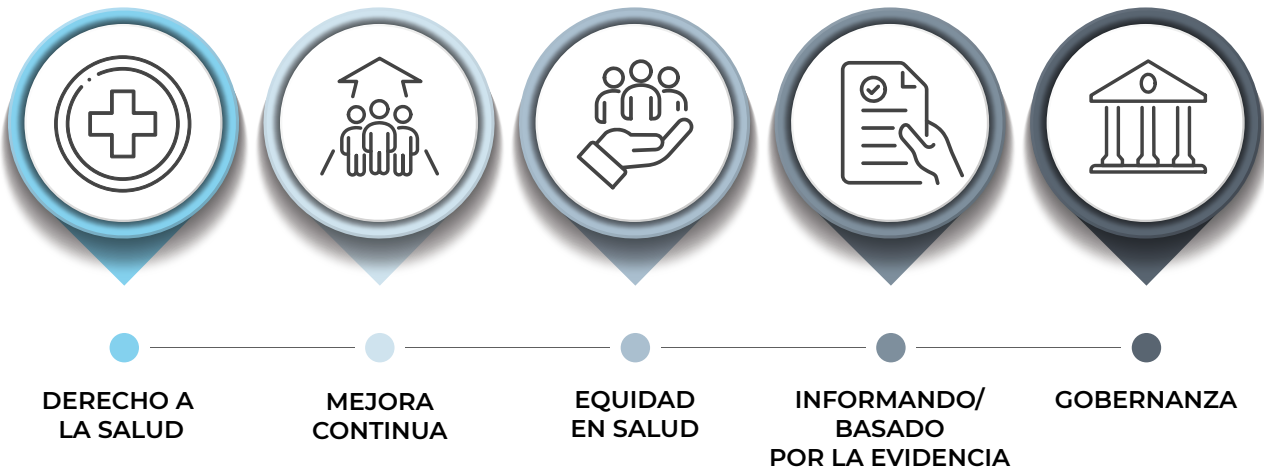 DERECHO A
LA SALUD
MEJORA
CONTINUA
EQUIDAD
EN SALUD
INFORMANDO/
BASADO
POR LA EVIDENCIA
GOBERNANZA